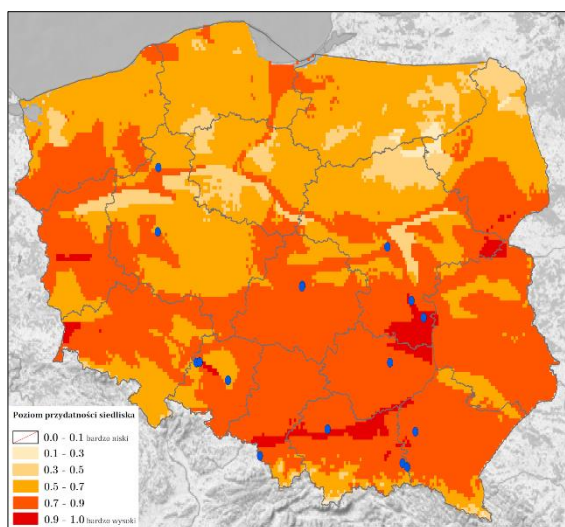 Poziom przydatności siedliska
0.0 - 0.1 bardzo niski
0.1 - 0.3
0.3 - 0.5
0.5 - 0.7
0.7 - 0.9
0.9 - 1.0 bardzo wysoki